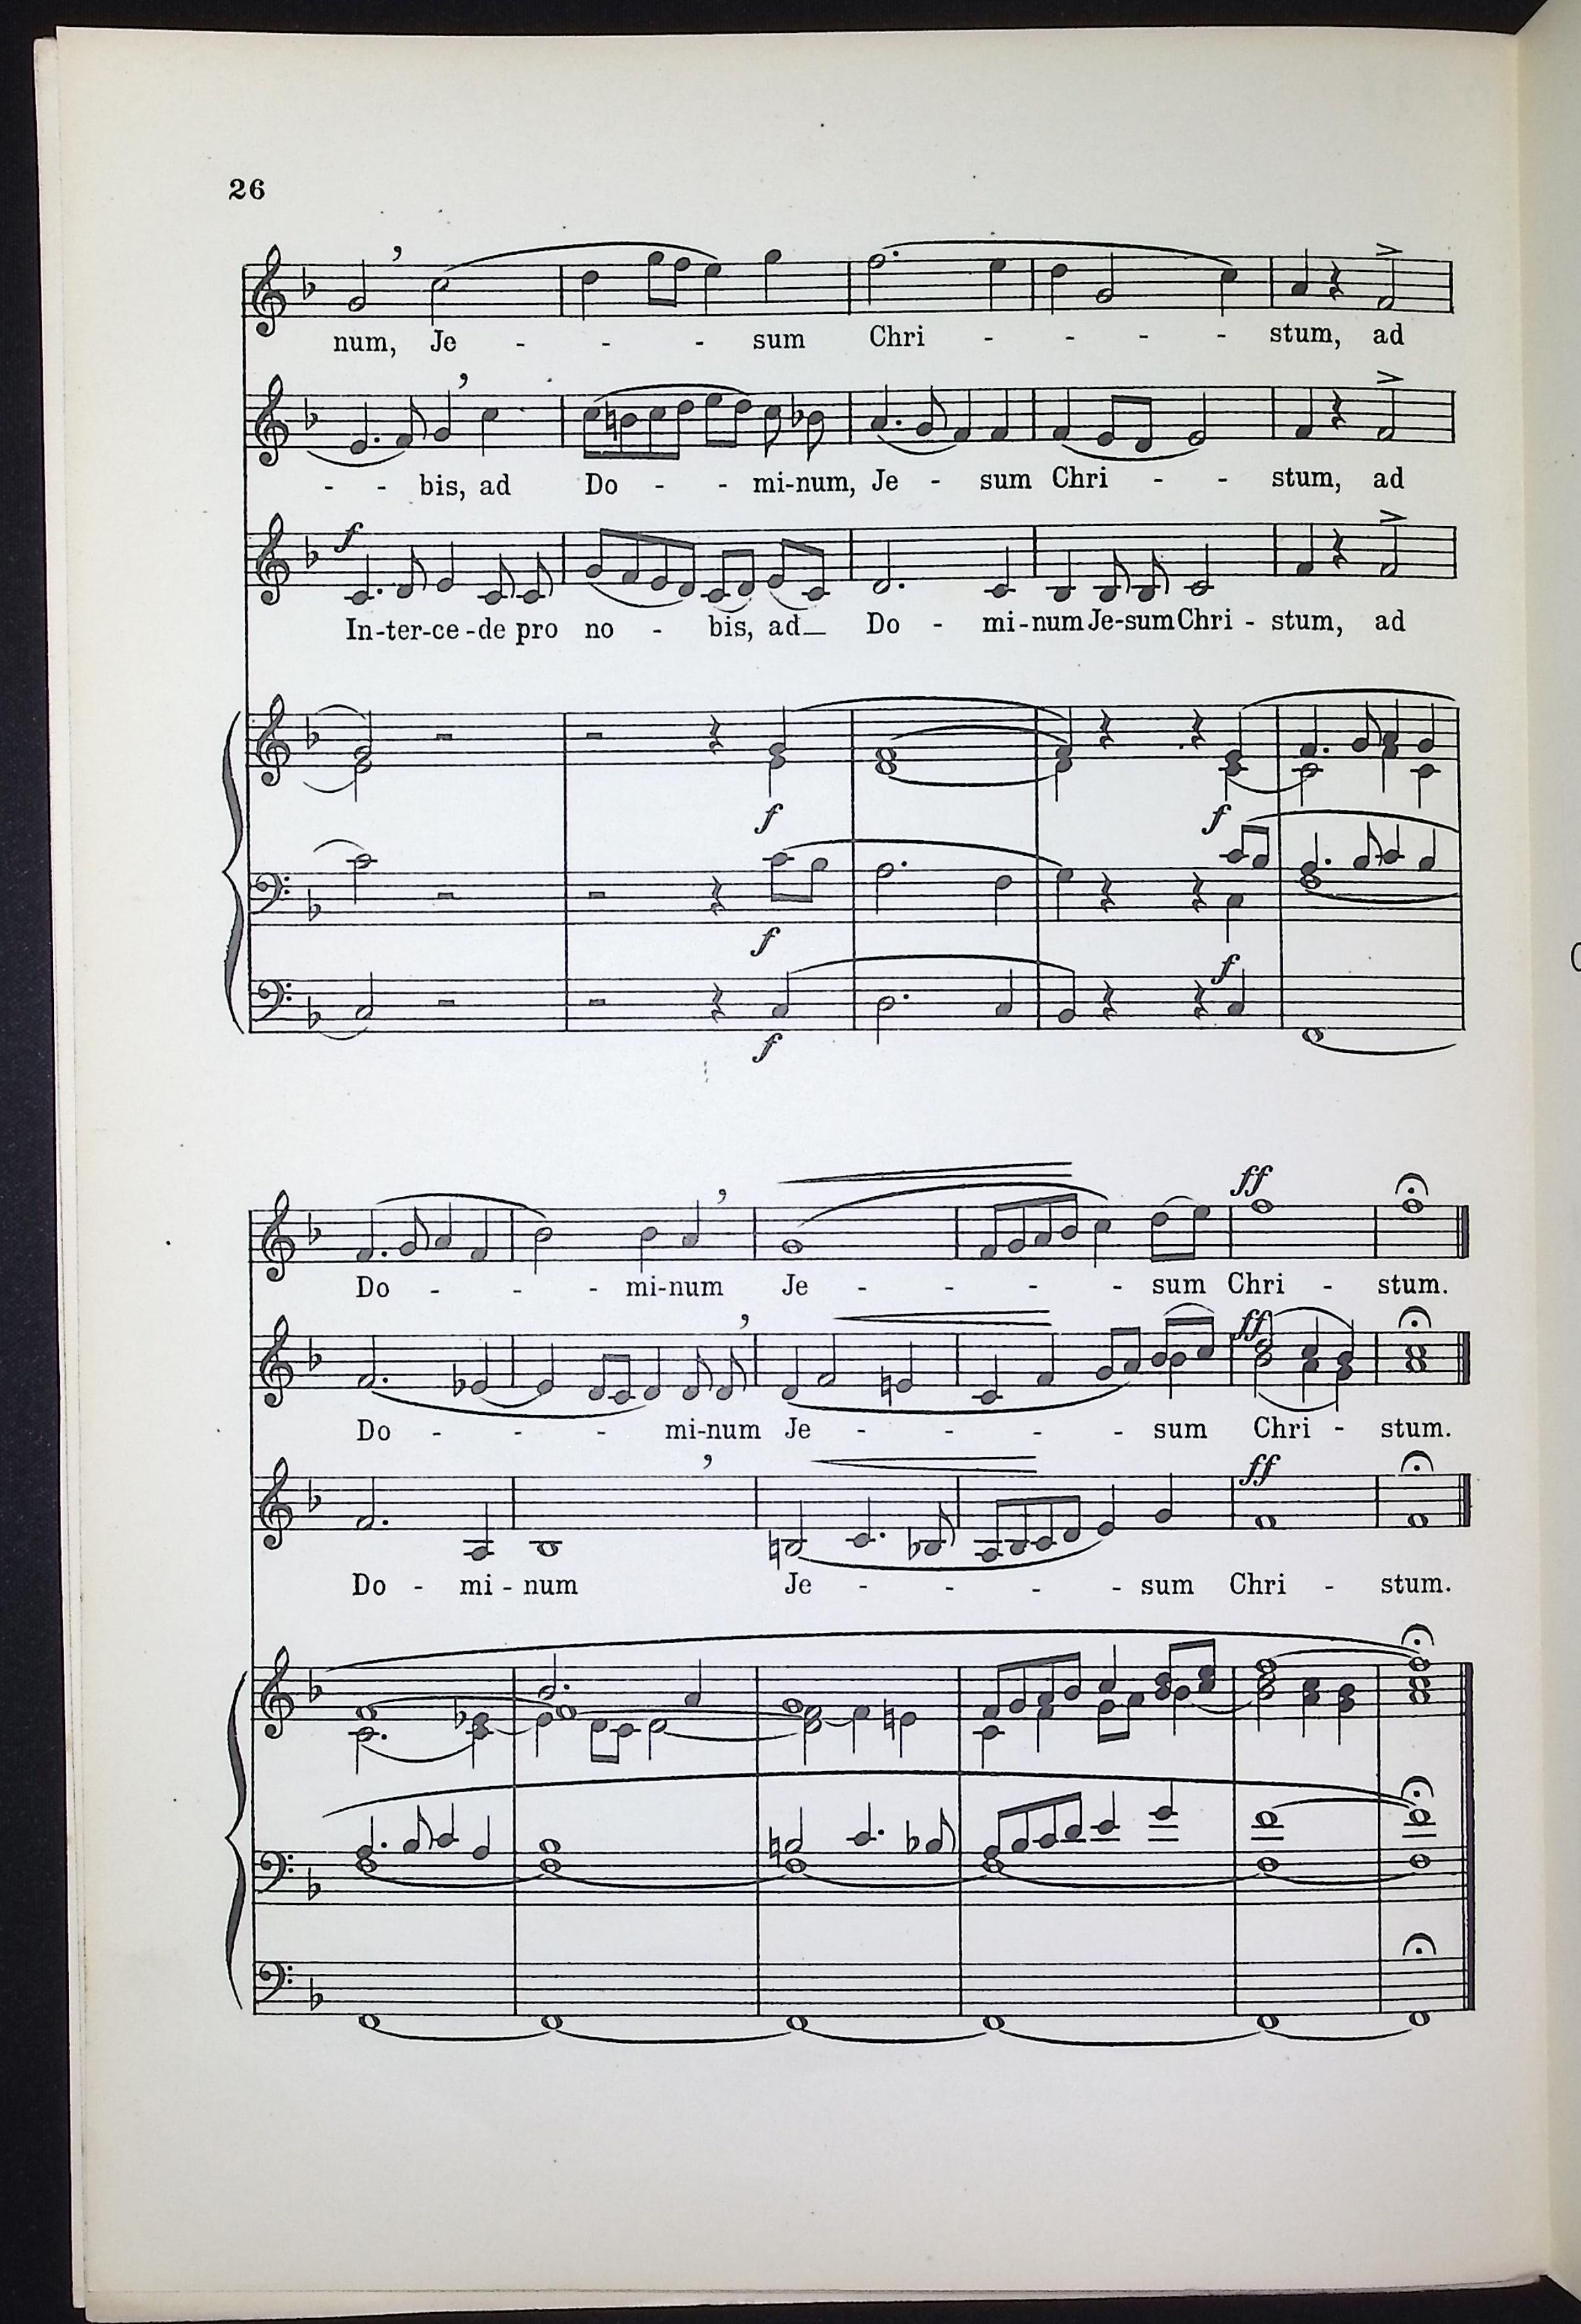 26
num, Je - - - sum Chri - - - - stum, ad
- - bis, ad Do - - mi-num, Je - sum Chri - - stum, ad
f
In-ter-ce-de pro no - bis, ad_ Do - mi-num Je-sum Chri - stum, ad
f f
f f
f
ff
Do - - - mi-num Je - - - - sum Chri - stum.
ff
Do - - - mi-num Je - - - - sum Chri - stum.
ff
Do - mi - num Je - - - - sum Chri - stum.